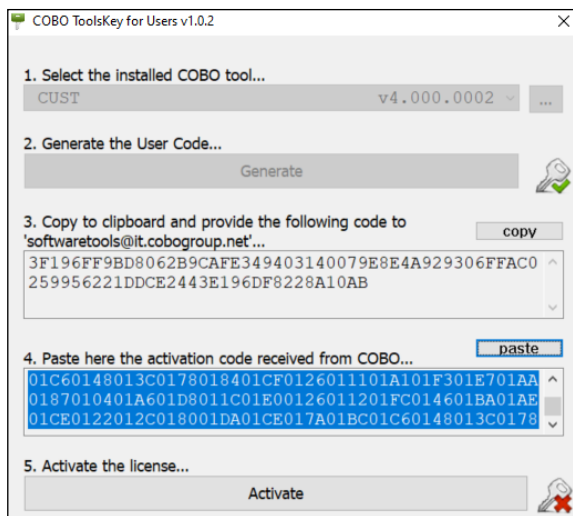 COBO ToolsKey for Users v1.0.2
1. Select the installed COBO tool...
CUST v4.000.0002
...
2. Generate the User Code...
Generate
3. Copy to clipboard and provide the following code to
'softwaretools@it.cobogroup.net'...
copy
3F196FF9BD8062B9CAFE349403140079E8E4A929306FFAC0
259956221DDCE2443E196DF8228A10AB
paste
4. Paste here the activation code received from COBO...
01C60148013C0178018401CF0126011101A101F301E701AA
0187010401A601D8011C01E00126011201FC014601BA01AE
01CE0122012C018001DA01CE017A01BC01C60148013C0178
5. Activate the license...
Activate